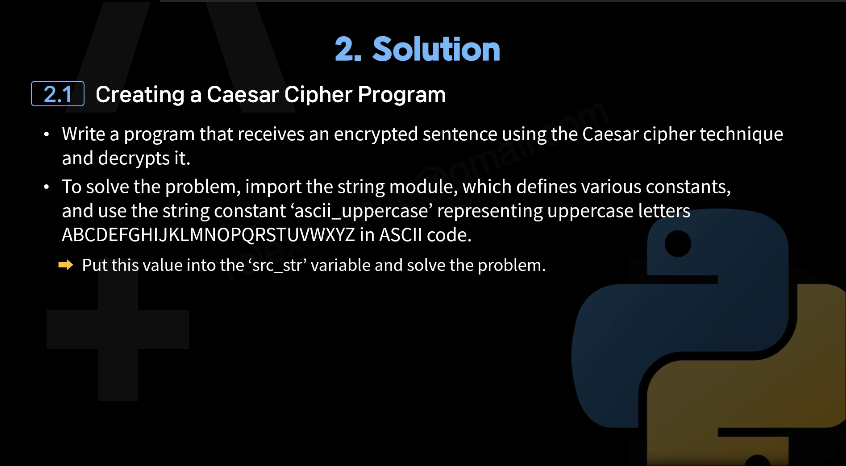 2. Solution
2.1 Creating a Caesar Cipher Program
• Write a program that receives an encrypted sentence using the Caesar cipher technique
and decrypts it.
• To solve the problem, import the string module, which defines various constants,
and use the string constant ‘ascii_uppercase’ representing uppercase letters
ABCDEFGHIJKLMNOPQRSTUVWXYZ in ASCII code.
➡ Put this value into the ‘src_str’ variable and solve the problem.